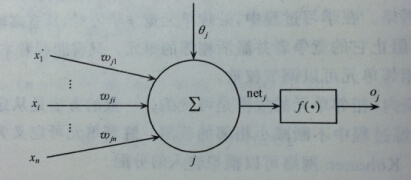 θj
x1 wj1
⋮ ⋮
xi wji Σ netj f(•) oj
⋮ ⋮
xn wjn